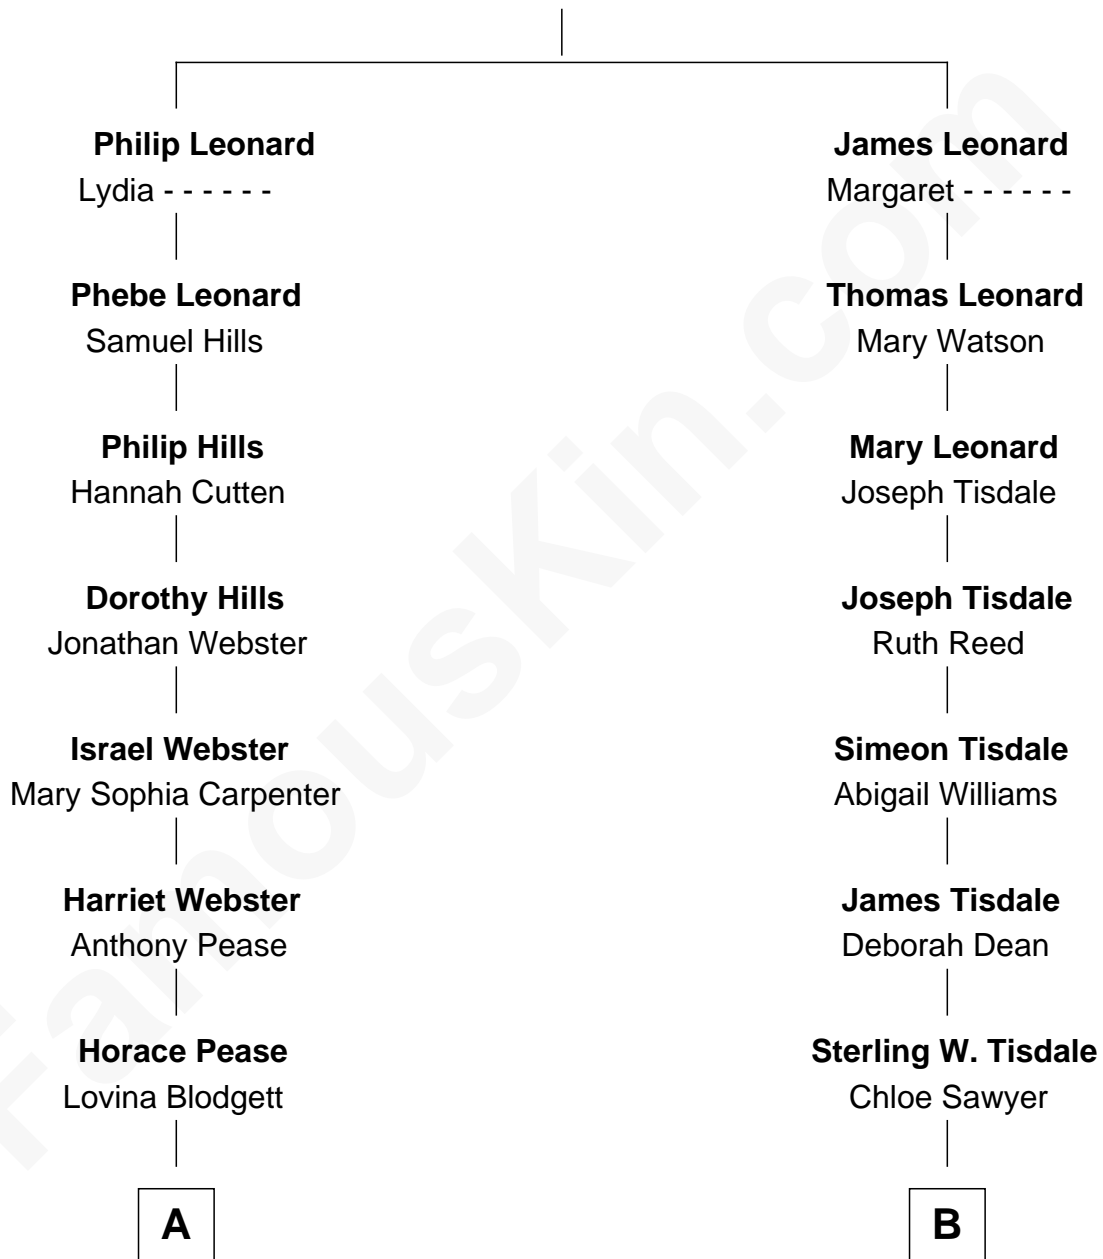 Philip Leonard
Lydia - - - - - -
Phebe Leonard
Samuel Hills
Philip Hills
Hannah Cutten
Dorothy Hills
Jonathan Webster
Israel Webster
Mary Sophia Carpenter
Harriet Webster
Anthony Pease
Horace Pease
Lovina Blodgett
A
James Leonard
Margaret - - - - - -
Thomas Leonard
Mary Watson
Mary Leonard
Joseph Tisdale
Joseph Tisdale
Ruth Reed
Simeon Tisdale
Abigail Williams
James Tisdale
Deborah Dean
Sterling W. Tisdale
Chloe Sawyer
B
FamousKin.com